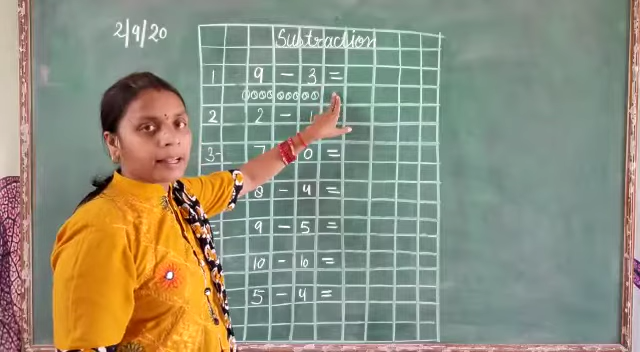 2/9/20
Subtraction
1 9 - 3 =
2 2 -
3- 7 0 =
8 - 4 =
9 - 5 =
10 - 10 =
5 - 4 =